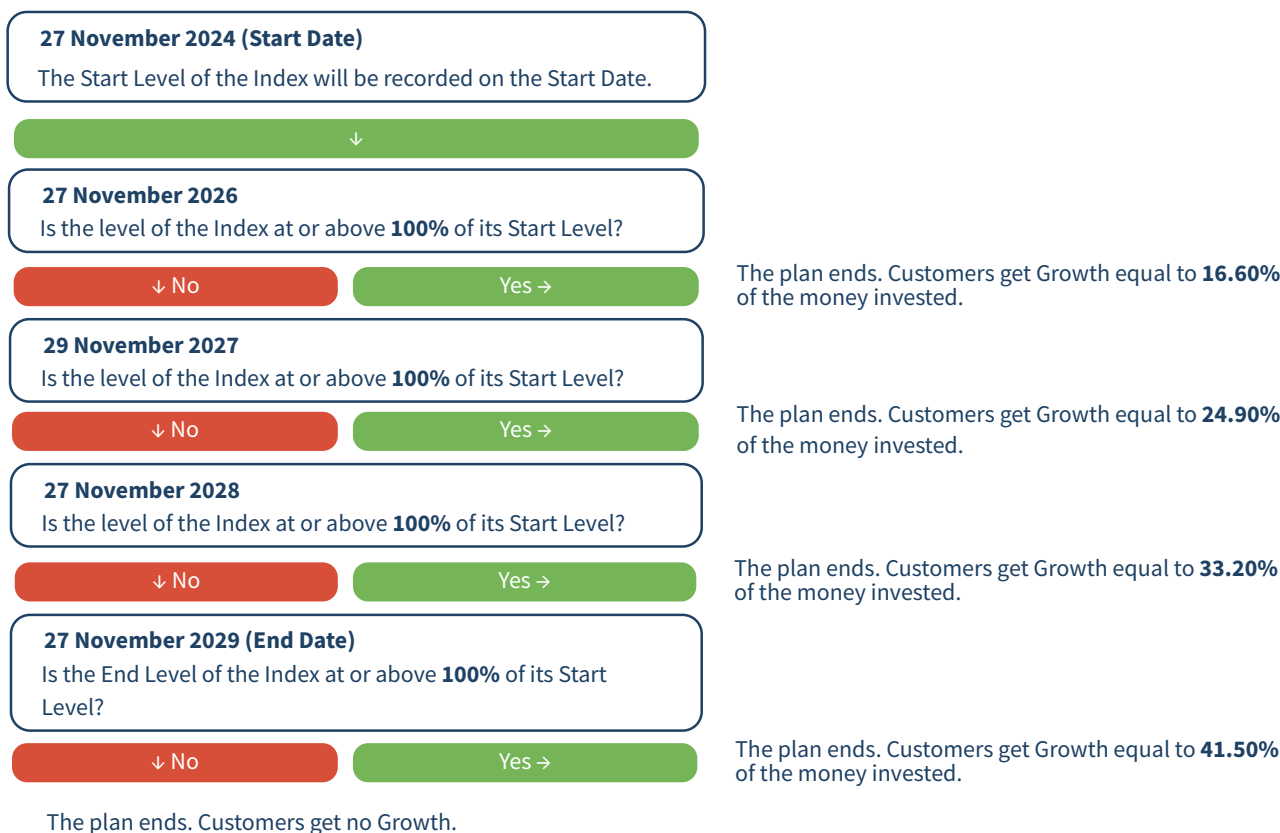 27 November 2024 (Start Date)
The Start Level of the Index will be recorded on the Start Date.
↓
27 November 2026
Is the level of the Index at or above 100% of its Start Level?
↓ No
Yes →
The plan ends. Customers get Growth equal to 16.60%
of the money invested.
29 November 2027
Is the level of the Index at or above 100% of its Start Level?
↓ No
Yes →
The plan ends. Customers get Growth equal to 24.90%
of the money invested.
27 November 2028
Is the level of the Index at or above 100% of its Start Level?
↓ No
Yes →
The plan ends. Customers get Growth equal to 33.20%
of the money invested.
27 November 2029 (End Date)
Is the End Level of the Index at or above 100% of its Start
Level?
↓ No
Yes →
The plan ends. Customers get Growth equal to 41.50%
of the money invested.
The plan ends. Customers get no Growth.